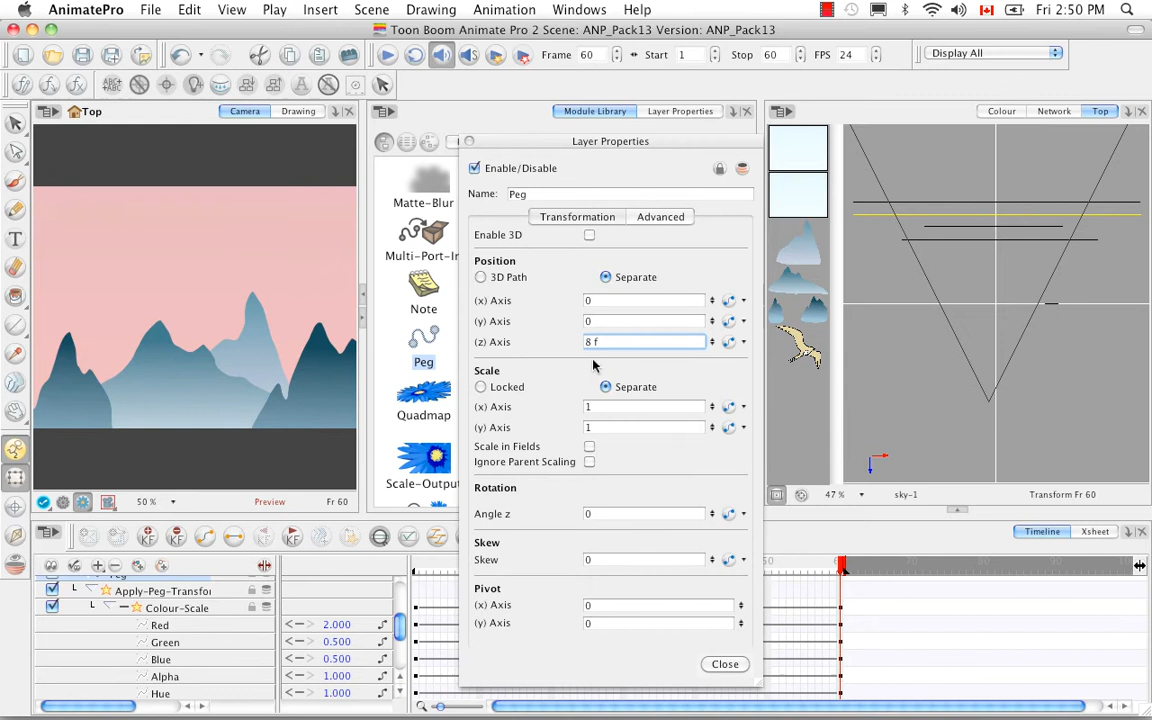 AnimatePro File Edit View Play Insert Scene Drawing Animation Windows Help Fri 2:50 PM
Toon Boom Animate Pro 2 Scene: ANP_Pack13 Version: ANP_Pack13
Frame 60 Start 1 Stop 60 FPS 24 Display All
Top Camera Drawing Module Library Layer Properties Colour Network Top
Layer Properties
Enable/Disable
Name: Peg
Transformation Advanced
Enable 3D
Position
3D Path Separate
(x) Axis 0
(y) Axis 0
(z) Axis 8 f
Scale
Locked Separate
(x) Axis 1
(y) Axis 1
Scale in Fields
Ignore Parent Scaling
Rotation
Angle z 0
Skew
Skew 0
Pivot
(x) Axis 0
(y) Axis 0
Close
Matte-Blur
Multi-Port-In
Note
Peg
Quadmap
Scale-Output
50 % Preview Fr 60
47 % sky-1 Transform Fr 60
Timeline Xsheet
Apply-Peg-Transfor
Colour-Scale
Red 2.000
Green 0.500
Blue 0.500
Alpha 1.000
Hue 1.000